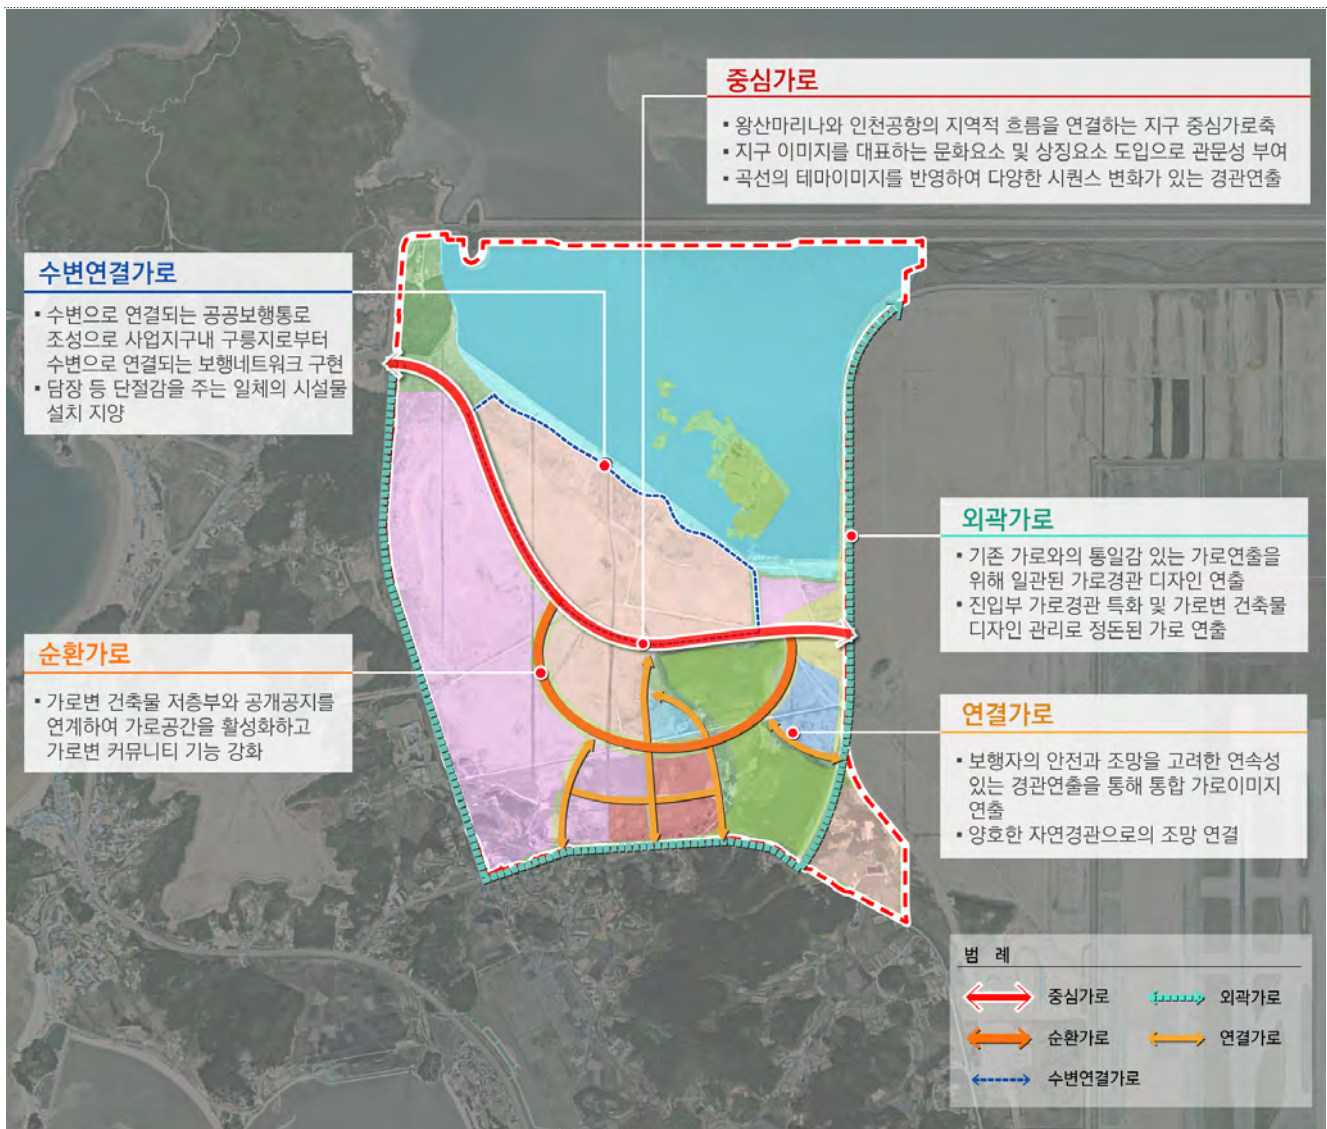 중심가로
▪ 왕산마리나와 인천공항의 지역적 흐름을 연결하는 지구 중심가로축
▪ 지구 이미지를 대표하는 문화요소 및 상징요소 도입으로 관문성 부여
▪ 곡선의 테마이미지를 반영하여 다양한 시퀀스 변화가 있는 경관연출
수변연결가로
▪ 수변으로 연결되는 공공보행통로
조성으로 사업지구내 구릉지로부터
수변으로 연결되는 보행네트워크 구현
▪ 담장 등 단절감을 주는 일체의 시설물
설치 지양
외곽가로
▪ 기존 가로와의 통일감 있는 가로연출을
위해 일관된 가로경관 디자인 연출
▪ 진입부 가로경관 특화 및 가로변 건축물
디자인 관리로 정돈된 가로 연출
순환가로
▪ 가로변 건축물 저층부와 공개공지를
연계하여 가로공간을 활성화하고
가로변 커뮤니티 기능 강화
연결가로
▪ 보행자의 안전과 조망을 고려한 연속성
있는 경관연출을 통해 통합 가로이미지
연출
▪ 양호한 자연경관으로의 조망 연결
범 례
중심가로
외곽가로
순환가로
연결가로
수변연결가로